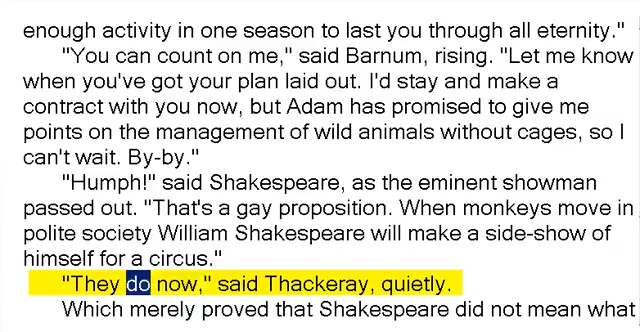 enough activity in one season to last you through all eternity."
"You can count on me," said Barnum, rising. "Let me know
when you've got your plan laid out. I'd stay and make a
contract with you now, but Adam has promised to give me
points on the management of wild animals without cages, so I
can't wait. By-by."
"Humph!" said Shakespeare, as the eminent showman
passed out. "That's a gay proposition. When monkeys move in
polite society William Shakespeare will make a side-show of
himself for a circus."
"They do now," said Thackeray, quietly.
Which merely proved that Shakespeare did not mean what